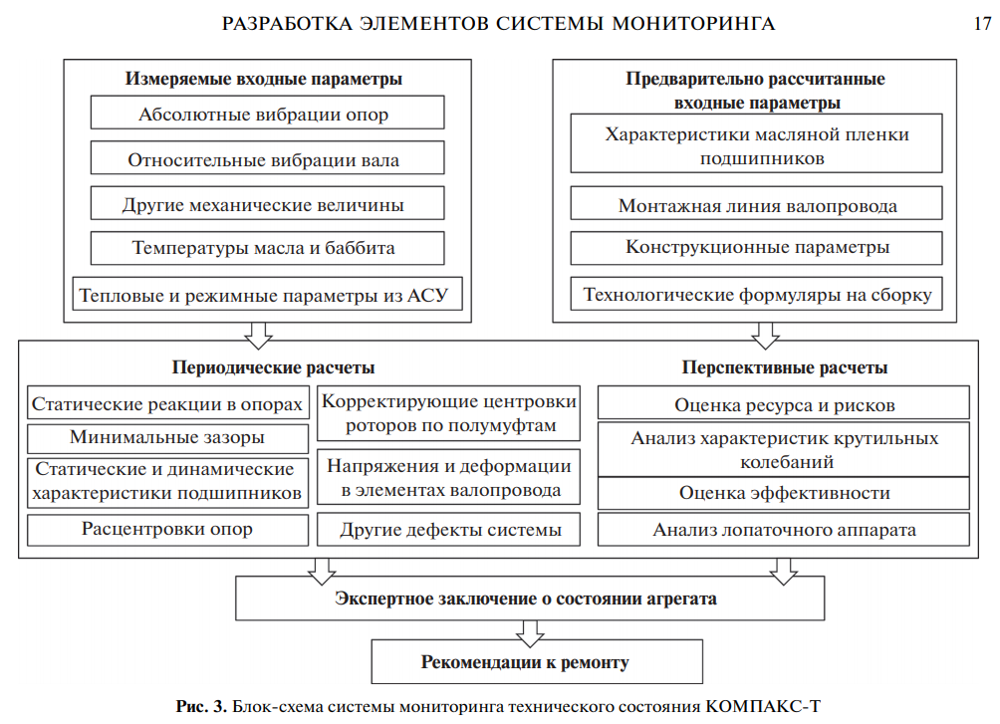 РАЗРАБОТКА ЭЛЕМЕНТОВ СИСТЕМЫ МОНИТОРИНГА
17
Измеряемые входные параметры
Абсолютные вибрации опор
Относительные вибрации вала
Другие механические величины
Температуры масла и баббита
Тепловые и режимные параметры из АСУ
Предварительно рассчитанные
входные параметры
Характеристики масляной пленки
подшипников
Монтажная линия валопровода
Конструкционные параметры
Технологические формуляры на сборку
Периодические расчеты
Статические реакции в опорах
Минимальные зазоры
Статические и динамические
характеристики подшипников
Расцентровки опор
Корректирующие центровки
роторов по полумуфтам
Напряжения и деформации
в элементах валопровода
Другие дефекты системы
Перспективные расчеты
Оценка ресурса и рисков
Анализ характеристик крутильных
колебаний
Оценка эффективности
Анализ лопаточного аппарата
Экспертное заключение о состоянии агрегата
Рекомендации к ремонту
Рис. 3. Блок-схема системы мониторинга технического состояния КОМПАКС-Т